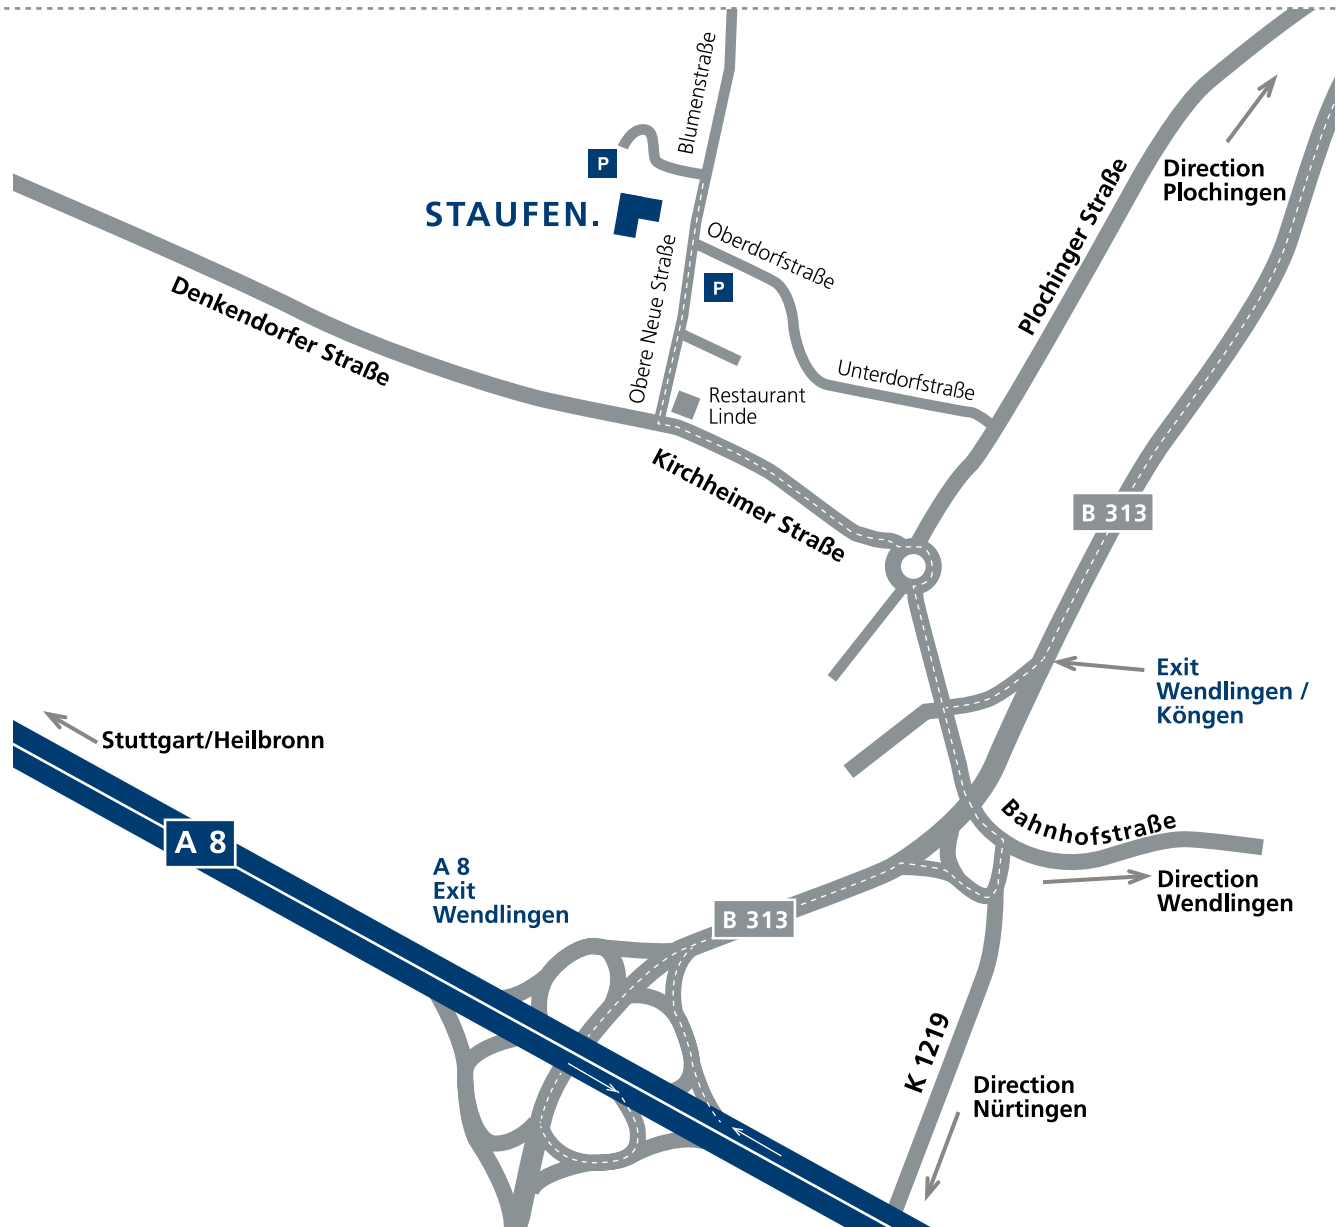 Blumenstraße
P
Direction
Plochingen
STAUFEN.
Plochinger Straße
Oberdorfstraße
Obere Neue Straße
P
Denkendorfer Straße
Unterdorfstraße
Restaurant
Linde
Kirchheimer Straße
B 313
Exit
Wendlingen /
Köngen
Stuttgart/Heilbronn
Bahnhofstraße
A 8
A 8
Exit
Wendlingen
Direction
Wendlingen
B 313
K 1219
Direction
Nürtingen